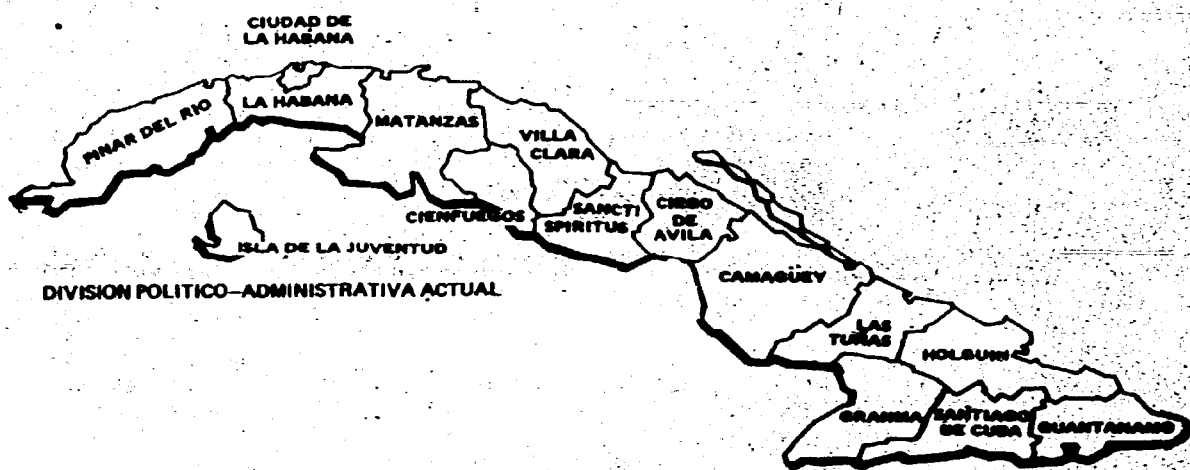 CIUDAD DE
LA HABANA
PINAR DEL RIO
LA HABANA
MATANZAS
VILLA
CLARA
CIENFUEGOS
SANCTI
SPIRITUS
CIEGO
DE
AVILA
ISLA DE LA JUVENTUD
CAMAGÜEY
DIVISION POLITICO—ADMINISTRATIVA ACTUAL
LAS
TUNAS
HOLGUIN
GRANMA
SANTIAGO
DE CUBA
GUANTANAMO